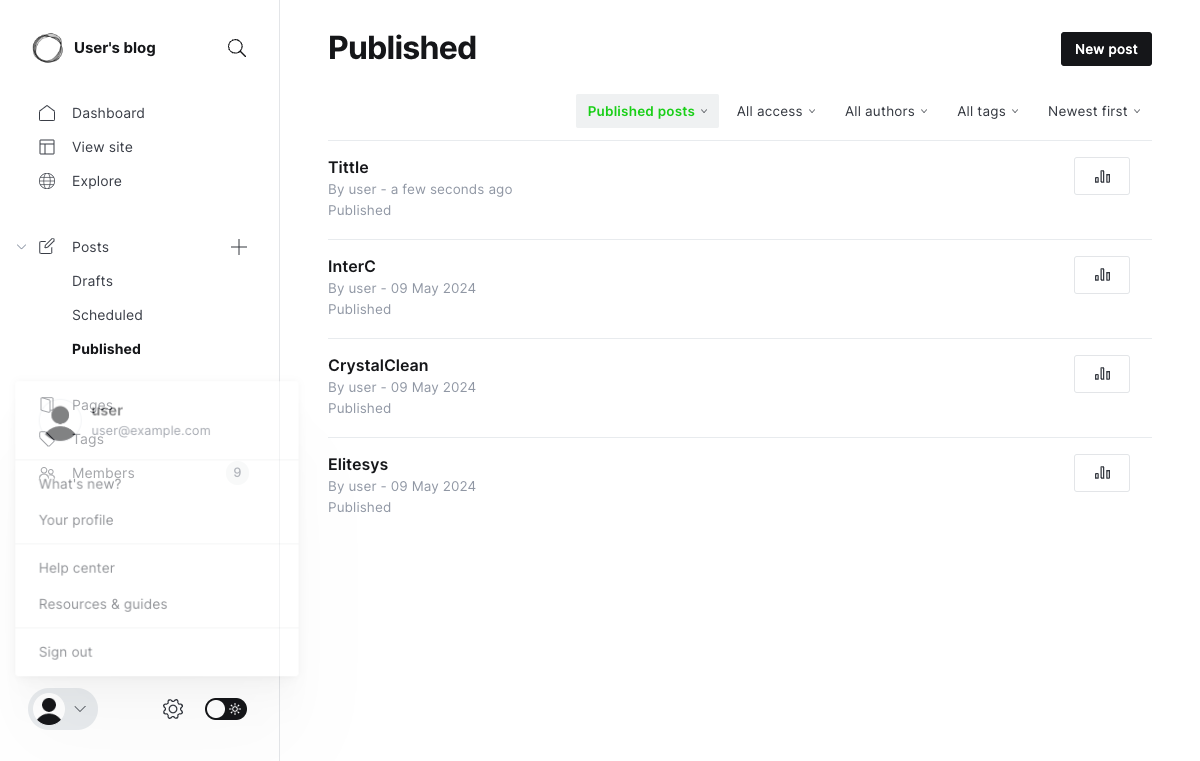 User's blog
Dashboard
View site
Explore
Posts
Drafts
Scheduled
Published
Pages
user
user@example.com
Tags
Members
9
What's new?
Your profile
Help center
Resources & guides
Sign out
Published
New post
Published posts
All access
All authors
All tags
Newest first
Tittle
By user - a few seconds ago
Published
InterC
By user - 09 May 2024
Published
CrystalClean
By user - 09 May 2024
Published
Elitesys
By user - 09 May 2024
Published